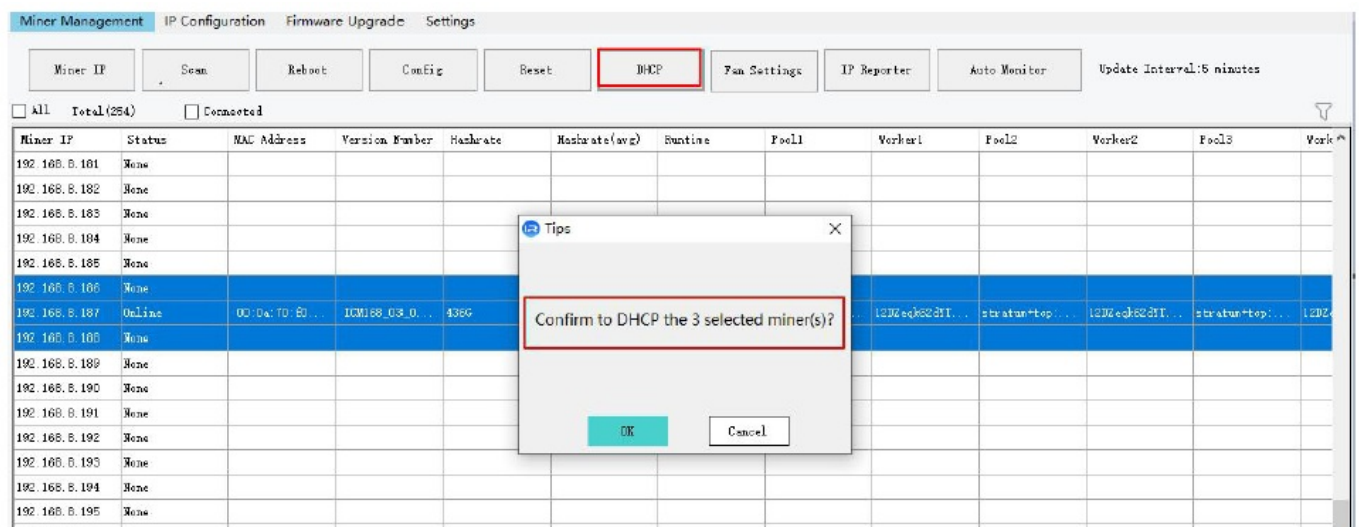 Miner Management IP Configuration Firmware Upgrade Settings
Miner IP Scan Reboot Config Reset DHCP Fan Settings IP Reporter Auto Monitor Update Interval:5 minutes
All Total(254) Connected
Miner IP Status MAC Address Version Number Hashrate Hashrate(avg) Runtime Pool1 Worker1 Pool2 Worker2 Pool3 Work
192.168.8.181 None
192.168.8.182 None
192.168.8.183 None
192.168.8.184 None
192.168.8.185 None
192.168.8.186 None
192.168.8.187 Online 436G
192.168.8.188 None
192.168.8.189 None
192.168.8.190 None
192.168.8.191 None
192.168.8.192 None
192.168.8.193 None
192.168.8.194 None
192.168.8.195 None
Tips
Confirm to DHCP the 3 selected miner(s)?
OK Cancel